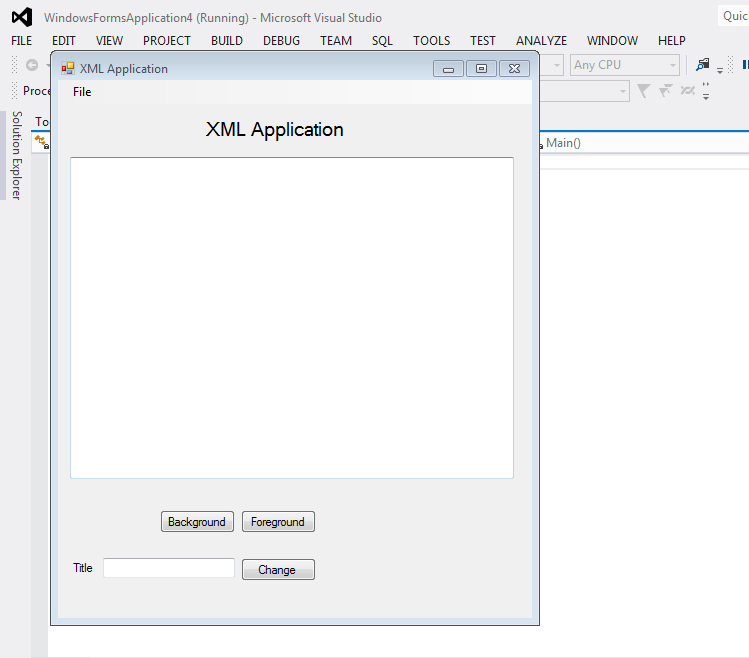 WindowsFormsApplication4 (Running) - Microsoft Visual Studio
Quic
FILE EDIT VIEW PROJECT BUILD DEBUG TEAM SQL TOOLS TEST ANALYZE WINDOW HELP
XML Application
Any CPU
Proce
File
Solution Explorer
To
XML Application
Main()
Background Foreground
Title Change